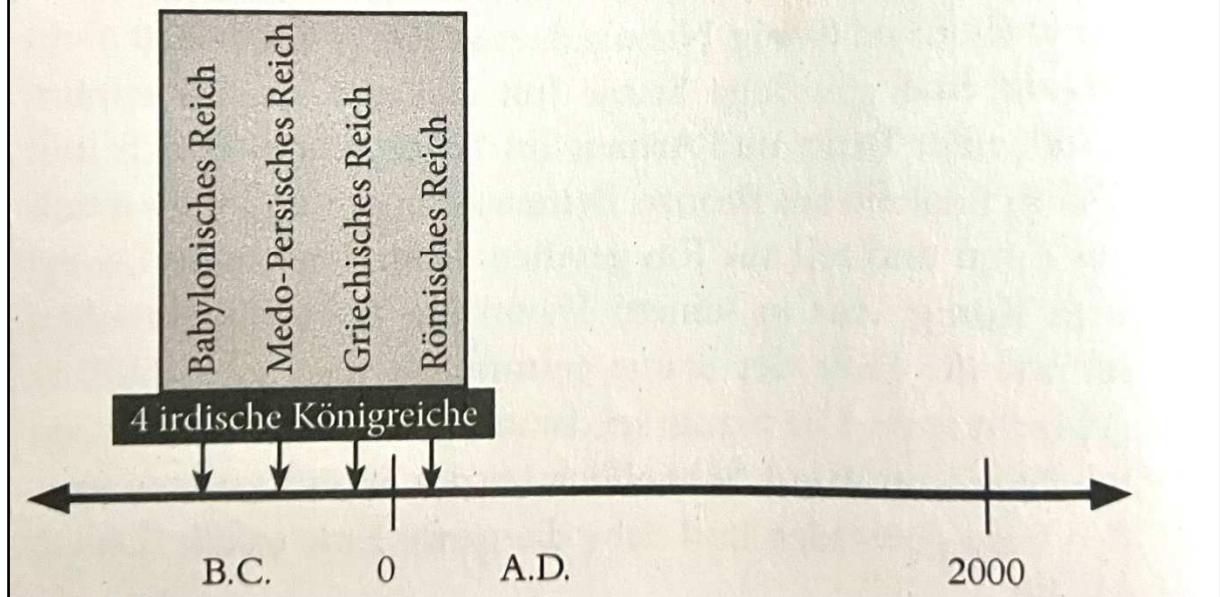 Babylonisches Reich
Medo-Persisches Reich
Griechisches Reich
Römisches Reich
4 irdische Königreiche
B.C. 0 A.D. 2000